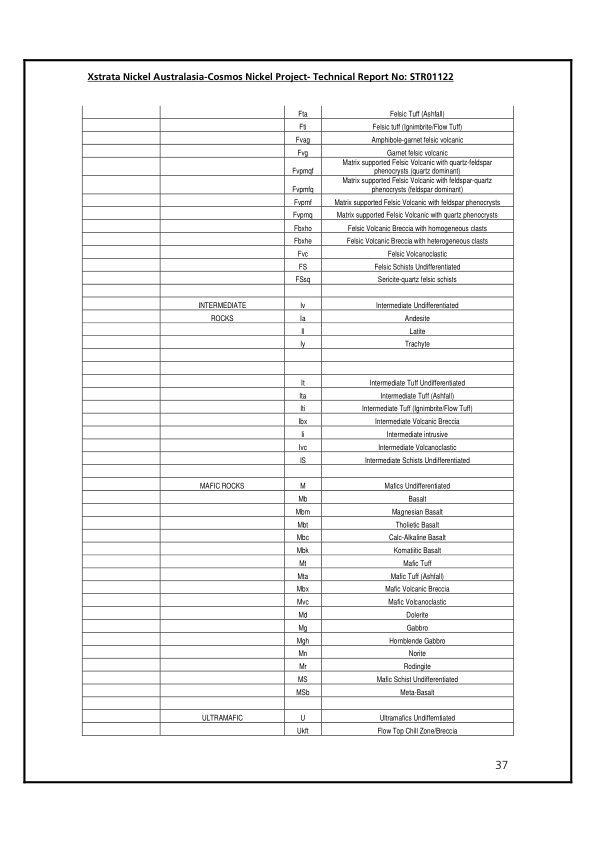 Xstrata Nickel Australasia-Cosmos Nickel Project- Technical Report No: STR01122
Fta Felsic Tuff (Ashfall)
Fti Felsic tuff (Ignimbrite/Flow Tuff)
Fvag Amphibole-garnet felsic volcanic
Fvg Garnet felsic volcanic
Matrix supported Felsic Volcanic with quartz-feldspar
Fvpmqf phenocrysts (quartz dominant)
Matrix supported Felsic Volcanic with feldspar-quartz
Fvpmfq phenocrysts (feldspar dominant)
Fvpmf Matrix supported Felsic Volcanic with feldspar phenocrysts
Fvpmq Matrix supported Felsic Volcanic with quartz phenocrysts
Fbxho Felsic Volcanic Breccia with homogeneous clasts
Fbxhe Felsic Volcanic Breccia with heterogeneous clasts
Fvc Felsic Volcanoclastic
FS Felsic Schists Undifferentiated
FSsq Sericite-quartz felsic schists
INTERMEDIATE Iv Intermediate Undifferentiated
ROCKS Ia Andesite
Il Latite
Iy Trachyte
It Intermediate Tuff Undifferentiated
Ita Intermediate Tuff (Ashfall)
Iti Intermediate Tuff (Ignimbrite/Flow Tuff)
Ibx Intermediate Volcanic Breccia
Ii Intermediate intrusive
Ivc Intermediate Volcanoclastic
IS Intermediate Schists Undifferentiated
MAFIC ROCKS M Mafics Undifferentiated
Mb Basalt
Mbm Magnesian Basalt
Mbt Tholietic Basalt
Mbc Calc-Alkaline Basalt
Mbk Komatiitic Basalt
Mt Mafic Tuff
Mta Mafic Tuff (Ashfall)
Mbx Mafic Volcanic Breccia
Mvc Mafic Volcanoclastic
Md Dolerite
Mg Gabbro
Mgh Hornblende Gabbro
Mn Norite
Mr Rodingite
MS Mafic Schist Undifferentiated
MSb Meta-Basalt
ULTRAMAFIC U Ultramafics Undifferntiated
Ukft Flow Top Chill Zone/Breccia
37